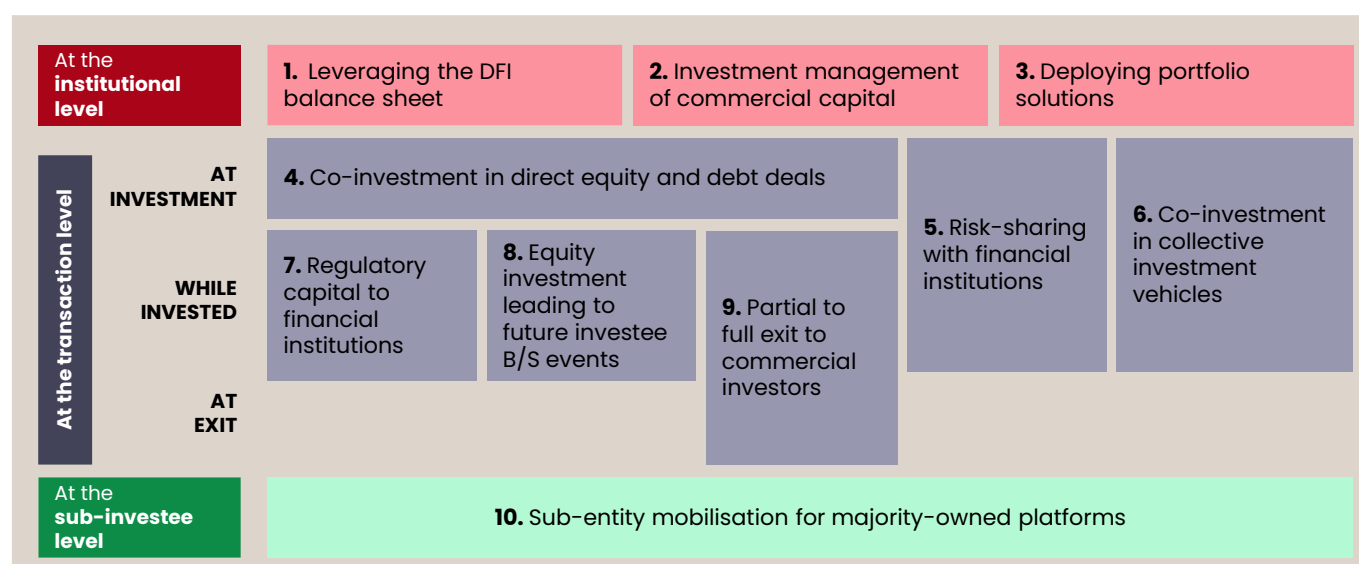 At the
institutional
level
1. Leveraging the DFI
balance sheet
2. Investment management
of commercial capital
3. Deploying portfolio
solutions
At the transaction level
AT
INVESTMENT
4. Co-investment in direct equity and debt deals
5. Risk-sharing
with financial
institutions
6. Co-investment
in collective
investment
vehicles
WHILE
INVESTED
7. Regulatory
capital to
financial
institutions
8. Equity
investment
leading to
future investee
B/S events
9. Partial to
full exit to
commercial
investors
AT
EXIT
At the
sub-investee
level
10. Sub-entity mobilisation for majority-owned platforms